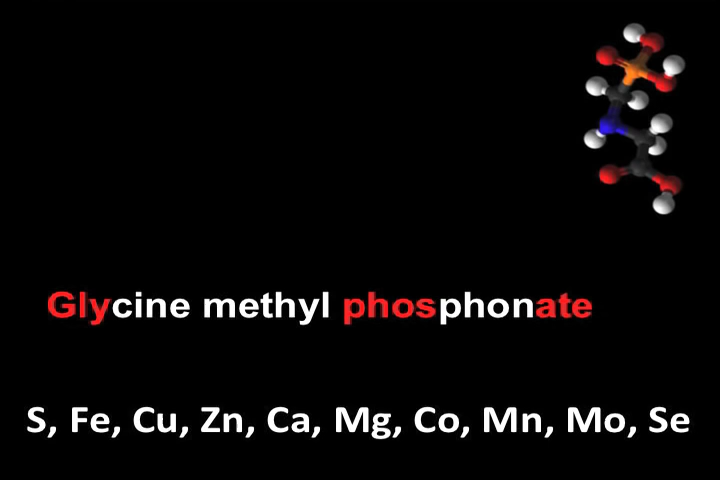 Glycine methyl phosphonate
S, Fe, Cu, Zn, Ca, Mg, Co, Mn, Mo, Se